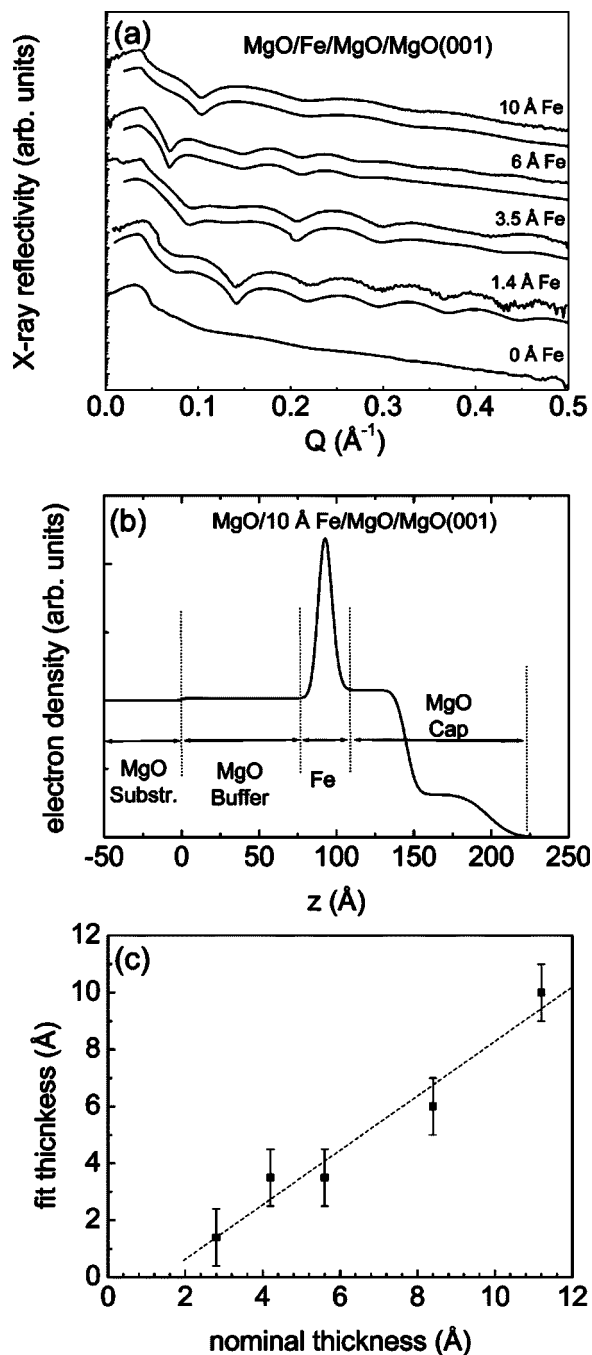 (a)
MgO/Fe/MgO/MgO(001)
10 Å Fe
6 Å Fe
3.5 Å Fe
1.4 Å Fe
0 Å Fe
X-ray reflectivity (arb. units)
0.0 0.1 0.2 0.3 0.4 0.5
Q (Å⁻¹)
(b)
MgO/10 Å Fe/MgO/MgO(001)
electron density (arb. units)
MgO
Substr.
MgO
Buffer
Fe
MgO
Cap
-50 0 50 100 150 200 250
z (Å)
(c)
12
10
8
6
4
2
0
fit thicnkess (Å)
0 2 4 6 8 10 12
nominal thickness (Å)